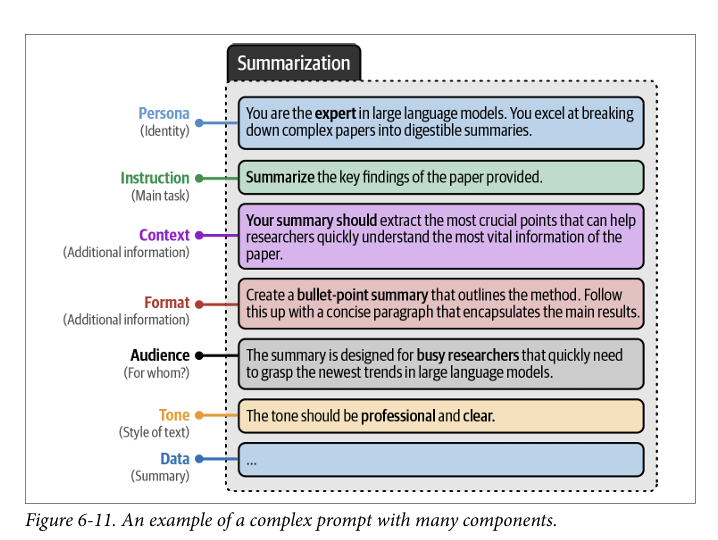 Summarization
Persona
(Identity)
You are the expert in large language models. You excel at breaking
down complex papers into digestible summaries.
Instruction
(Main task)
Summarize the key findings of the paper provided.
Context
(Additional information)
Your summary should extract the most crucial points that can help
researchers quickly understand the most vital information of the
paper.
Format
(Additional information)
Create a bullet-point summary that outlines the method. Follow
this up with a concise paragraph that encapsulates the main results.
Audience
(For whom?)
The summary is designed for busy researchers that quickly need
to grasp the newest trends in large language models.
Tone
(Style of text)
The tone should be professional and clear.
Data
(Summary)
...
Figure 6-11. An example of a complex prompt with many components.